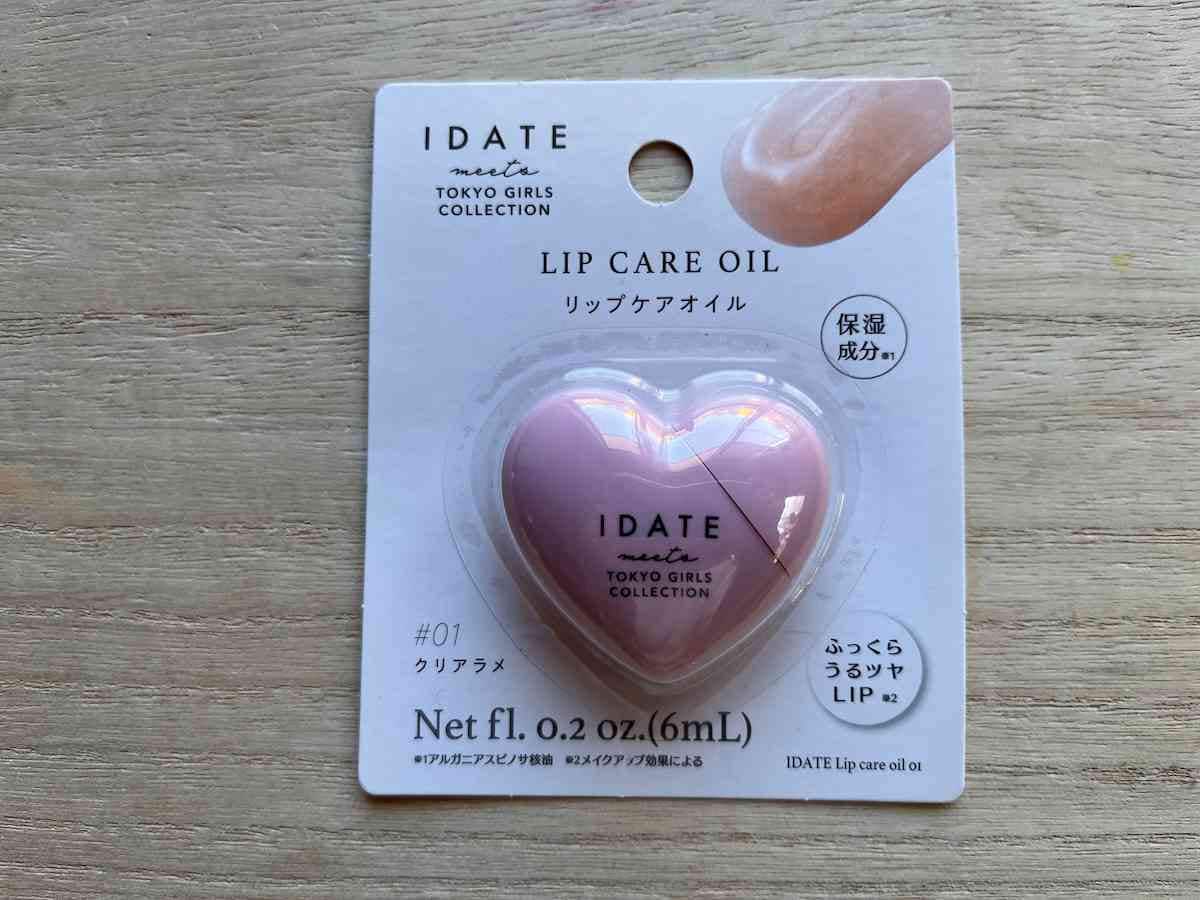 IDATE
meets
TOKYO GIRLS
COLLECTION
LIP CARE OIL
リップケアオイル
保湿
成分※1
IDATE
meets
TOKYO GIRLS
COLLECTION
#01
クリアラメ
ふっくら
うるツヤ
LIP ※2
Net fl. 0.2 oz.(6mL)
※1アルガニアスピノサ核油 ※2メイクアップ効果による
IDATE Lip care oil 01